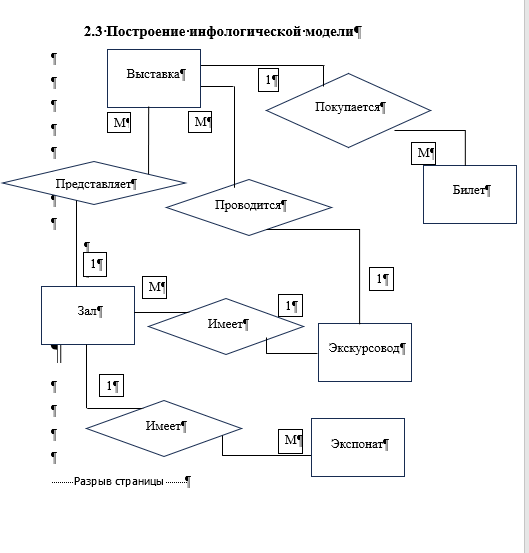 2.3 Построение инфологической модели¶
¶
Выставка¶
1¶
¶
¶
Покупается¶
М¶
М¶
¶
¶
М¶
Представляет¶
Билет¶
¶
Проводится¶
¶
¶
1¶
¶
1¶
М¶
1¶
Зал¶
Имеет¶
¶
Экскурсовод¶
1¶
¶
¶
Имеет¶
¶
М¶
Экспонат¶
¶
Разрыв страницы¶